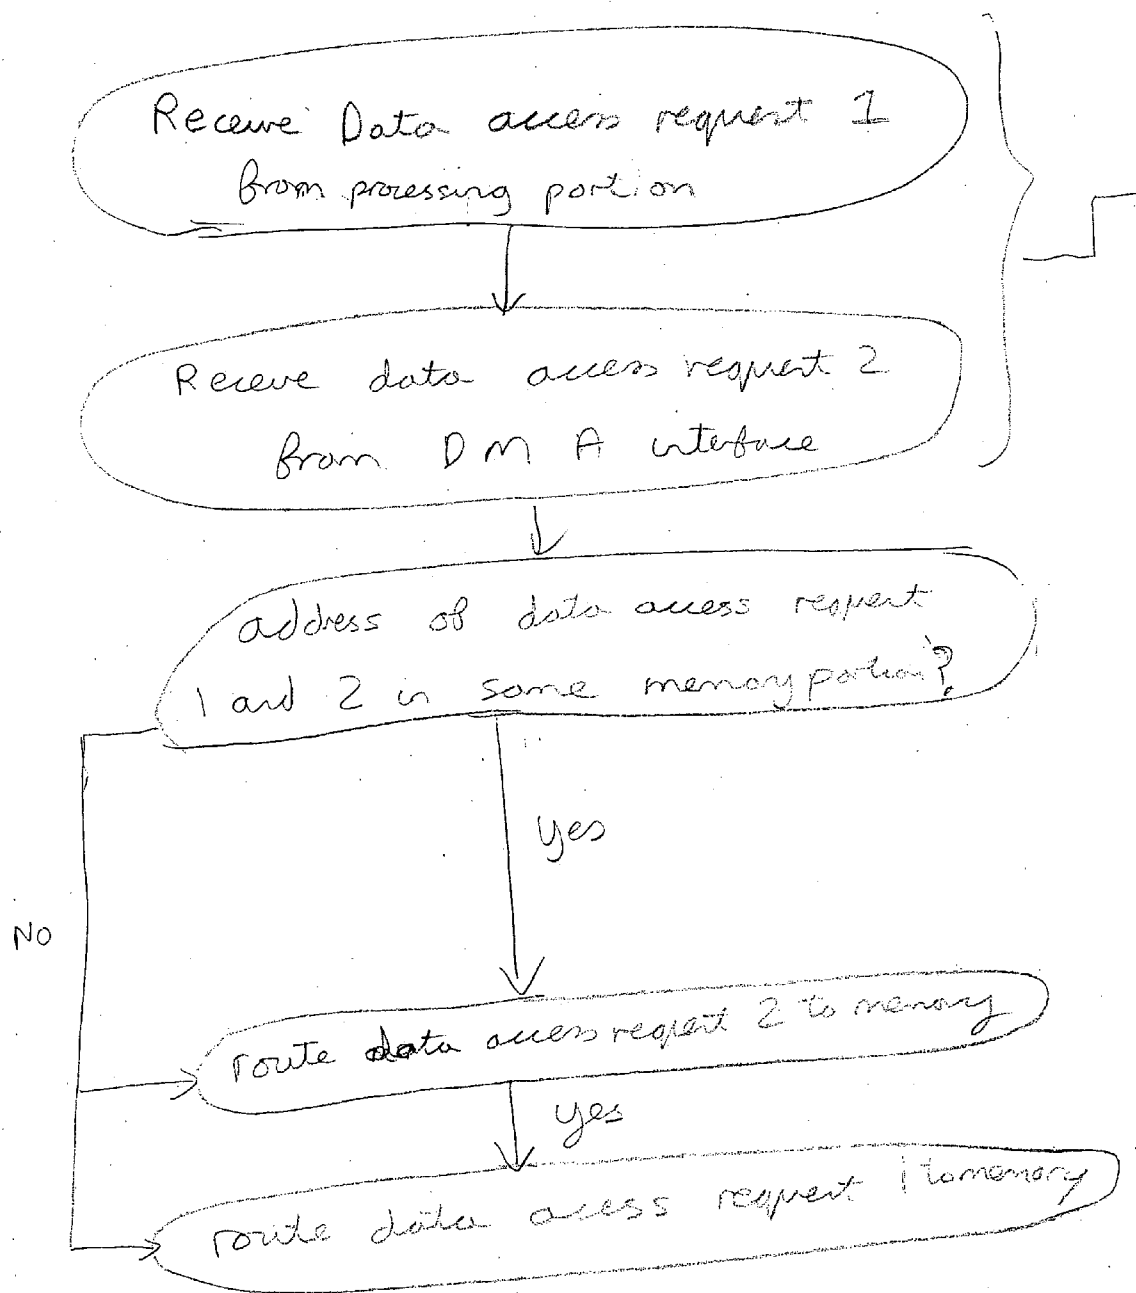 Receive Data access request 1
from processing portion
Receve data access request 2
from DMA interface
address of data access request
1 and 2 in same memory portion?
yes
No
route data access request 2 to memory
yes
route data access request 1 to memory